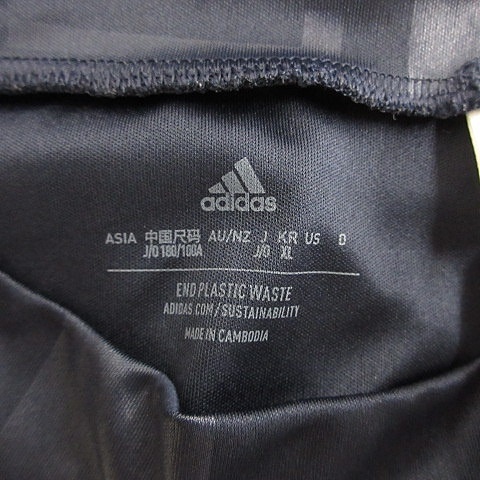 adidas
ASIA 中国尺码 AU/NZ J KR US D
J/O 180/100A J/O XL
END PLASTIC WASTE
ADIDAS.COM/SUSTAINABILITY
MADE IN CAMBODIA